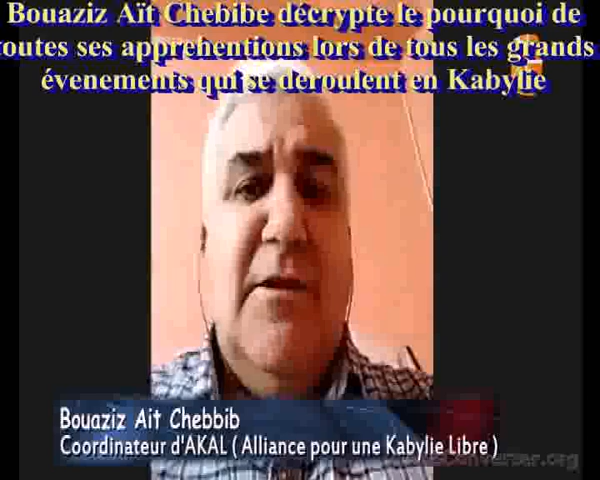 Bouaziz Aït Chebibe décrypte le pourquoi de
toutes ses apprehentions lors de tous les grands
évenements qui se deroulent en Kabylie
Bouaziz Ait Chebbib
Coordinateur d'AKAL ( Alliance pour une Kabylie Libre )